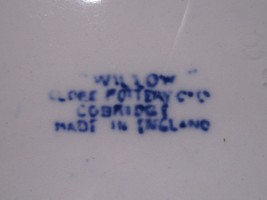 "WILLOW"
GLOBE POTTERY Co Ld
COBRIDGE
MADE IN ENGLAND